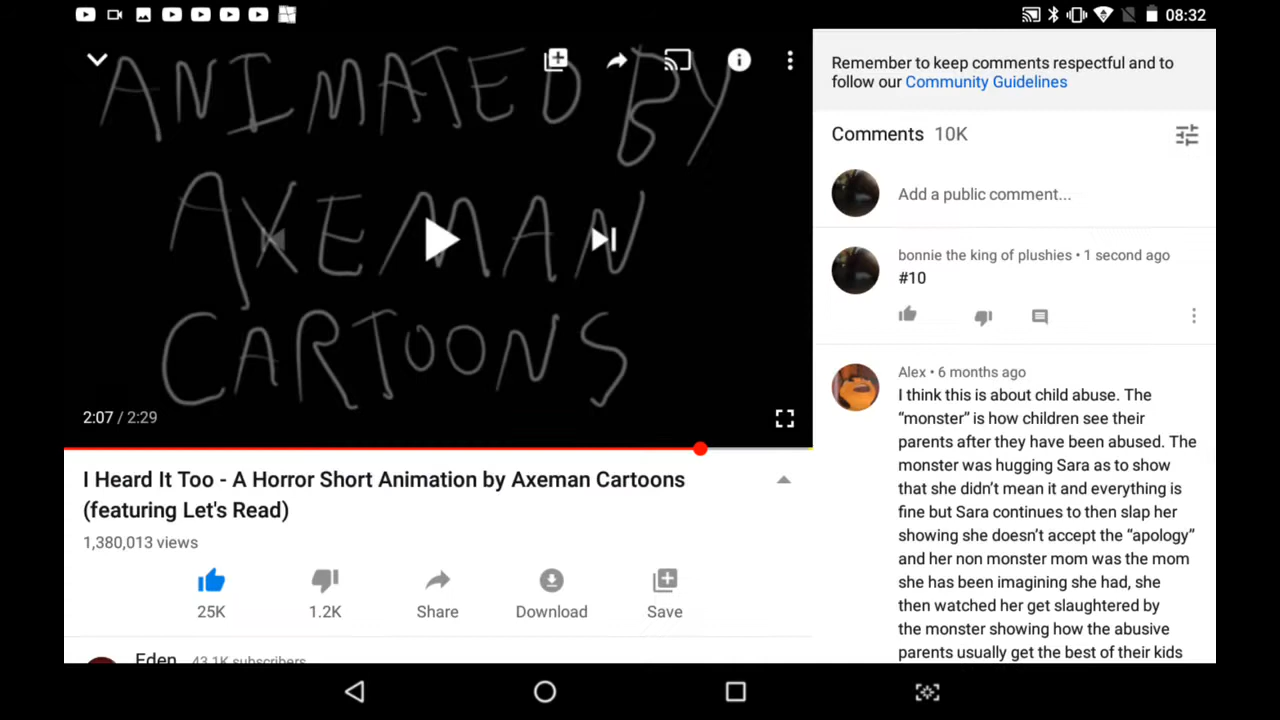 08:32
ANIMATED BY
AXEMAN
CARTOONS
2:07 / 2:29
I Heard It Too - A Horror Short Animation by Axeman Cartoons
(featuring Let's Read)
1,380,013 views
25K
1.2K
Share
Download
Save
Eden 43.1K subscribers
Remember to keep comments respectful and to
follow our Community Guidelines
Comments 10K
Add a public comment...
bonnie the king of plushies • 1 second ago
#10
Alex • 6 months ago
I think this is about child abuse. The
“monster” is how children see their
parents after they have been abused. The
monster was hugging Sara as to show
that she didn’t mean it and everything is
fine but Sara continues to then slap her
showing she doesn’t accept the “apology”
and her non monster mom was the mom
she has been imagining she had, she
then watched her get slaughtered by
the monster showing how the abusive
parents usually get the best of their kids